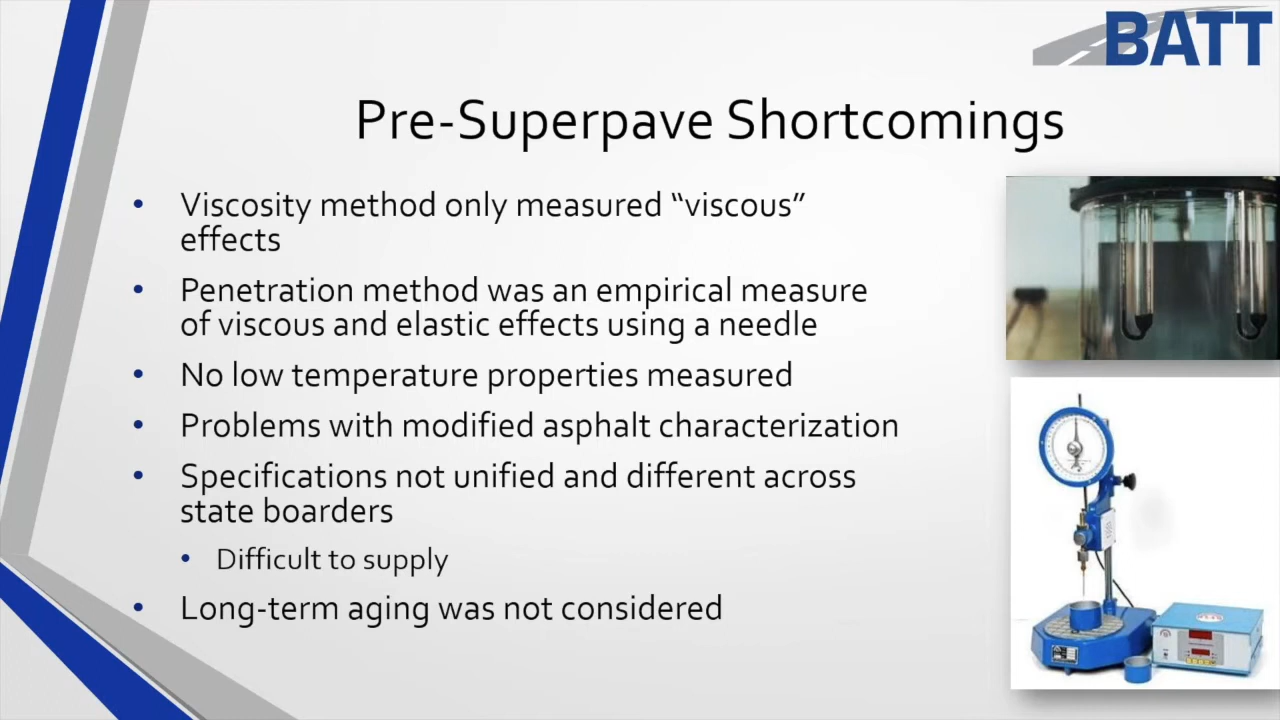 BATT
Pre-Superpave Shortcomings
• Viscosity method only measured “viscous”
effects
• Penetration method was an empirical measure
of viscous and elastic effects using a needle
• No low temperature properties measured
• Problems with modified asphalt characterization
• Specifications not unified and different across
state boarders
• Difficult to supply
• Long-term aging was not considered